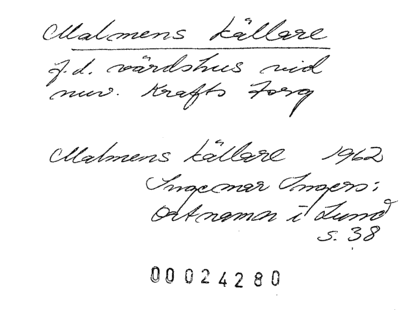 Malmens källare
f.d. värdshus vid
nuv. Krafts Torg
Malmens källare 1962
Ingemar Ingers:
Ortnamn i Lund
s. 38
00024280